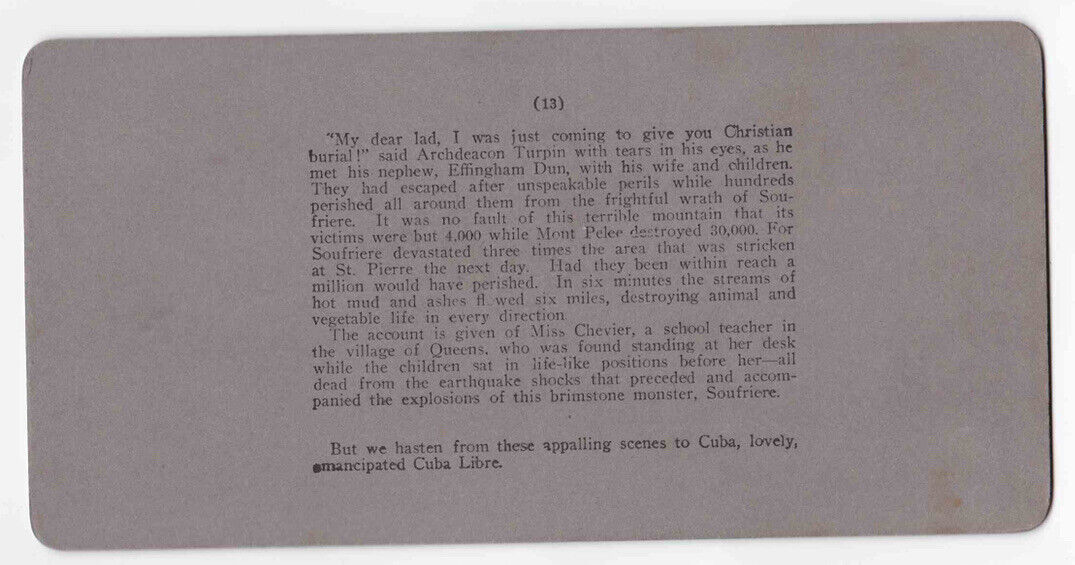 (13)
"My dear lad, I was just coming to give you Christian
burial!" said Archdeacon Turpin with tears in his eyes, as he
met his nephew, Effingham Dun, with his wife and children.
They had escaped after unspeakable perils while hundreds
perished all around them from the frightful wrath of Sou-
friere. It was no fault of this terrible mountain that its
victims were but 4,000 while Mont Pelee destroyed 30,000. For
Soufriere devastated three times the area that was stricken
at St. Pierre the next day. Had they been within reach a
million would have perished. In six minutes the streams of
hot mud and ashes fl wed six miles, destroying animal and
vegetable life in every direction
The account is given of Miss Chevier, a school teacher in
the village of Queens, who was found standing at her desk
while the children sat in life-like positions before her—all
dead from the earthquake shocks that preceded and accom-
panied the explosions of this brimstone monster, Soufriere.
But we hasten from these appalling scenes to Cuba, lovely,
emancipated Cuba Libre.